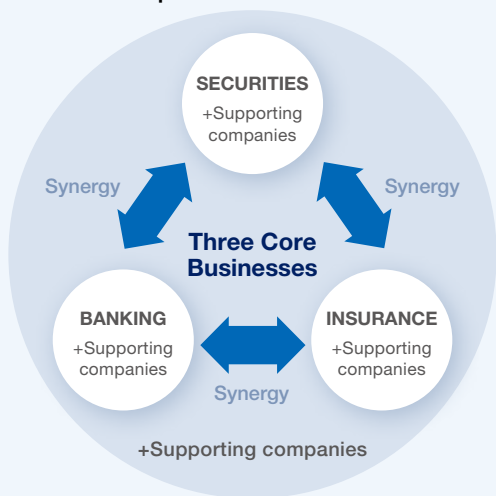 SECURITIES
+Supporting
companies
Synergy
Synergy
Three Core
Businesses
BANKING
+Supporting
companies
INSURANCE
+Supporting
companies
Synergy
+Supporting companies